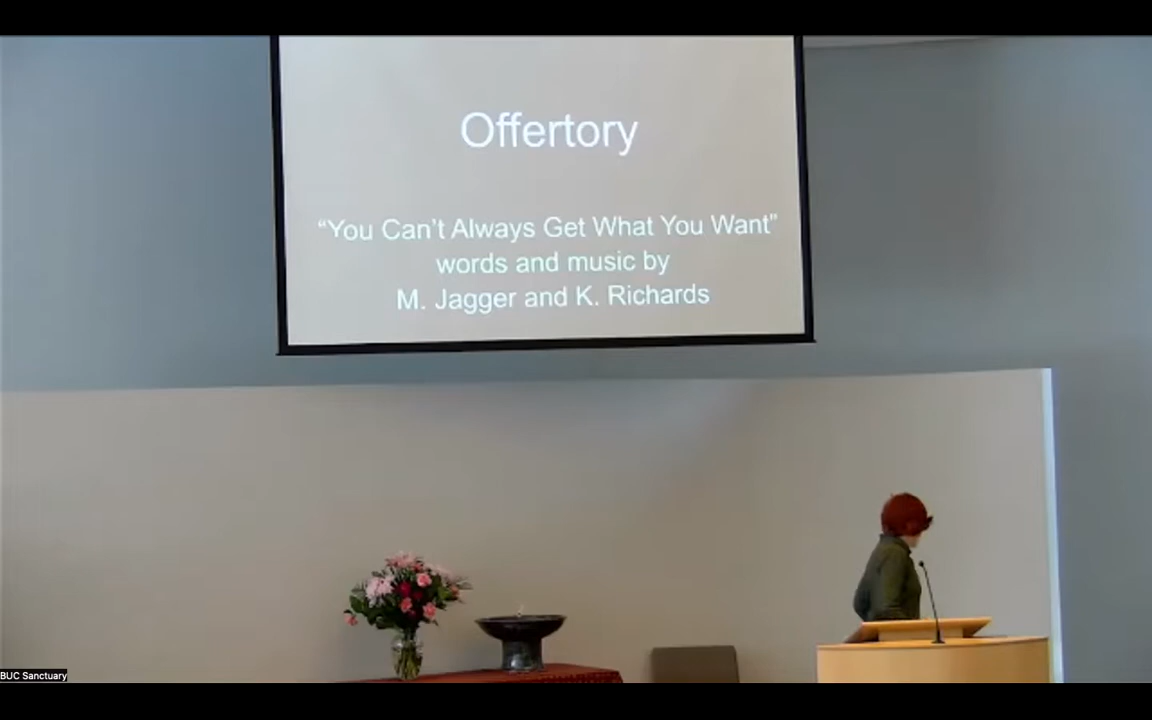 Offertory
“You Can’t Always Get What You Want”
words and music by
M. Jagger and K. Richards
BUC Sanctuary